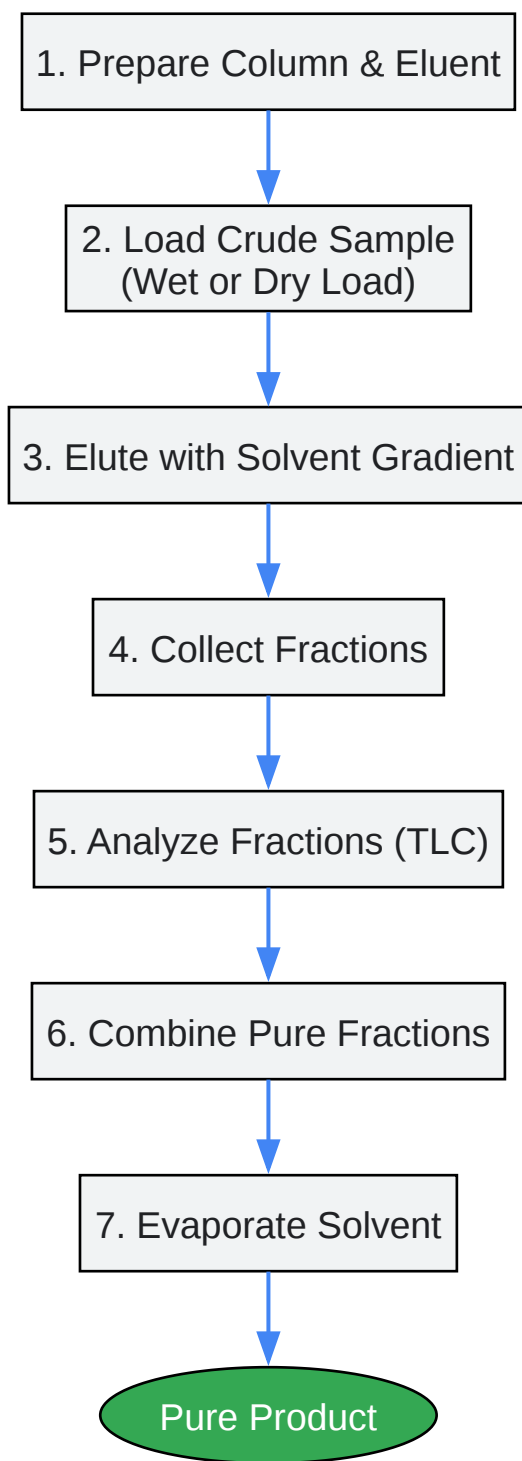 1. Prepare Column & Eluent
2. Load Crude Sample
(Wet or Dry Load)
3. Elute with Solvent Gradient
4. Collect Fractions
5. Analyze Fractions (TLC)
6. Combine Pure Fractions
7. Evaporate Solvent
Pure Product